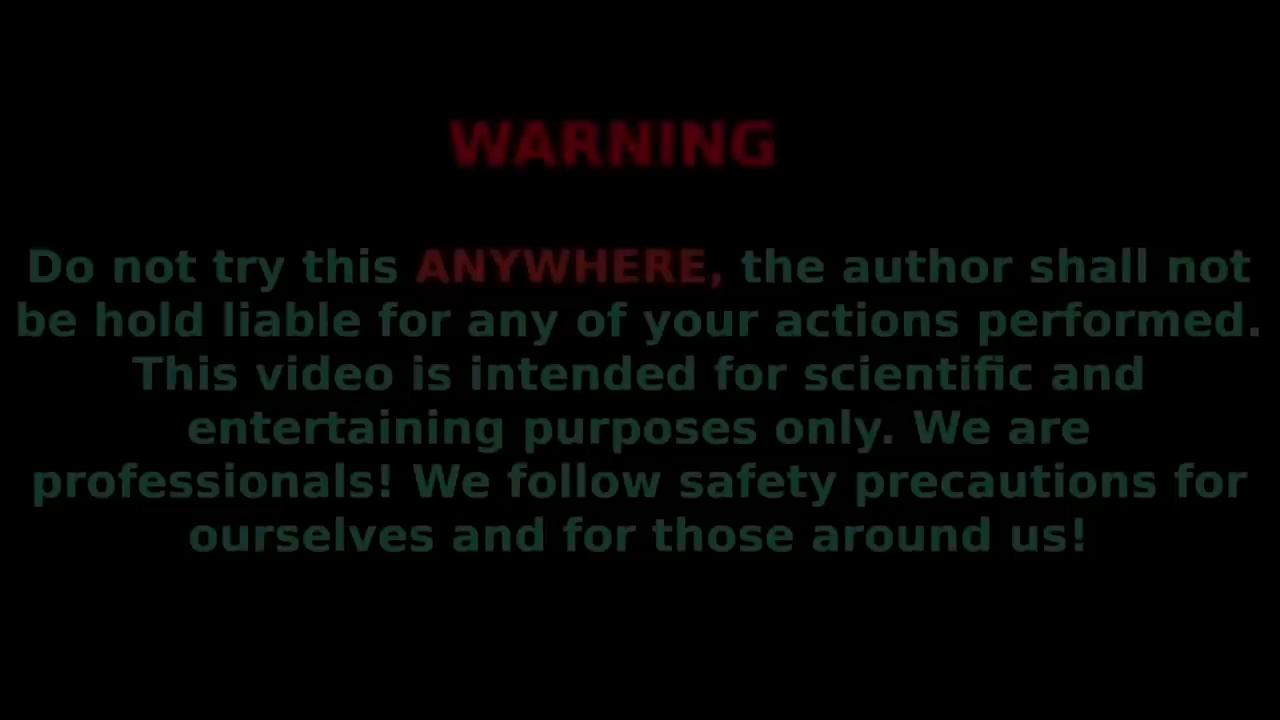 WARNING
Do not try this ANYWHERE, the author shall not
be hold liable for any of your actions performed.
This video is intended for scientific and
entertaining purposes only. We are
professionals! We follow safety precautions for
ourselves and for those around us!